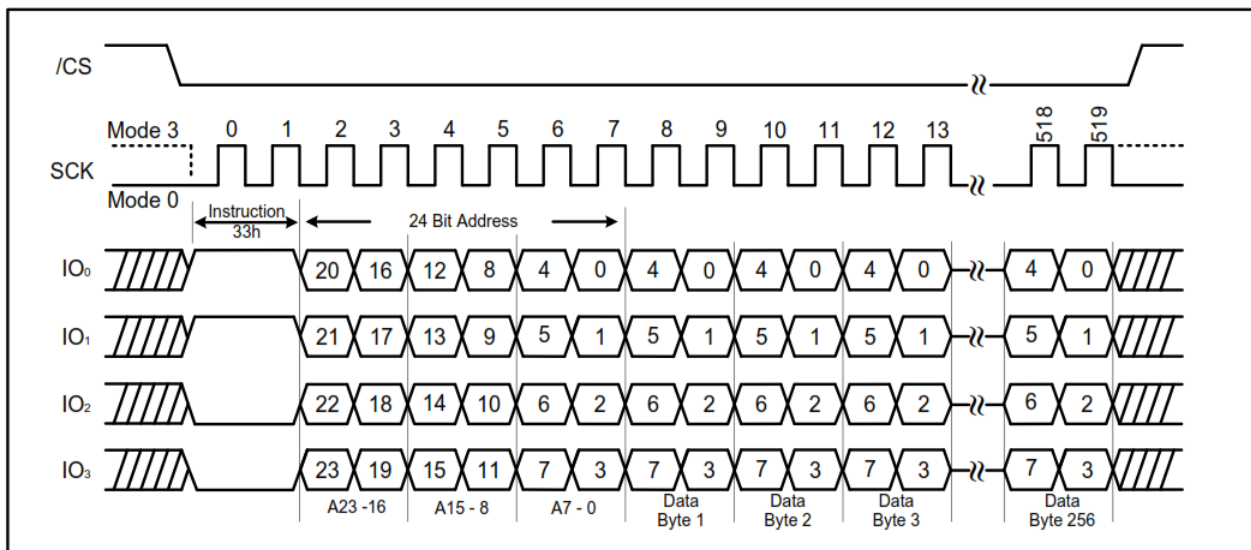 /CS
Mode 3 0 1 2 3 4 5 6 7 8 9 10 11 12 13 518 519
SCK
Mode 0
Instruction
33h
24 Bit Address
IO₀ 20 16 12 8 4 0 4 0 4 0 4 0 4 0
IO₁ 21 17 13 9 5 1 5 1 5 1 5 1 5 1
IO₂ 22 18 14 10 6 2 6 2 6 2 6 2 6 2
IO₃ 23 19 15 11 7 3 7 3 7 3 7 3 7 3
A23 -16 A15 - 8 A7 - 0
Data
Byte 1
Data
Byte 2
Data
Byte 3
Data
Byte 256